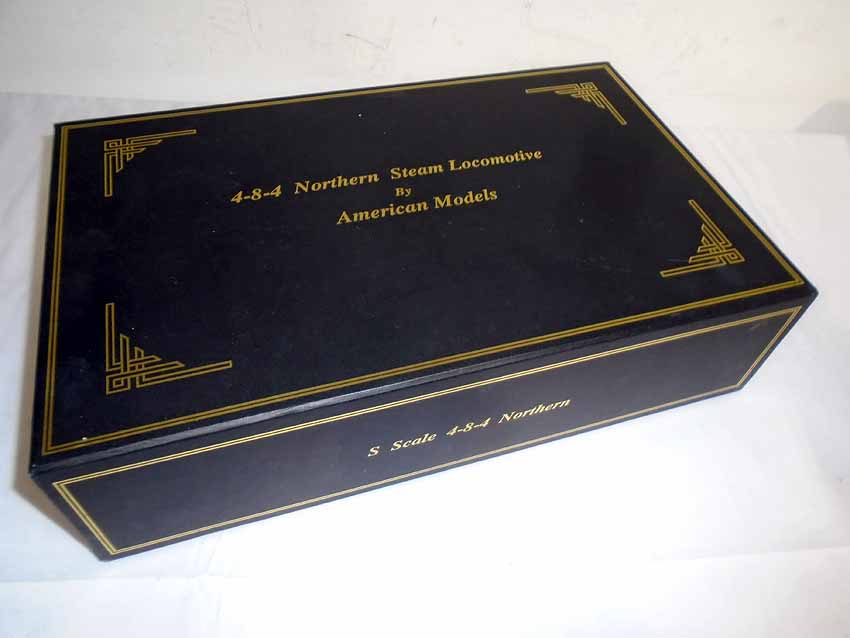 4-8-4 Northern Steam Locomotive
By
American Models
S Scale 4-8-4 Northern